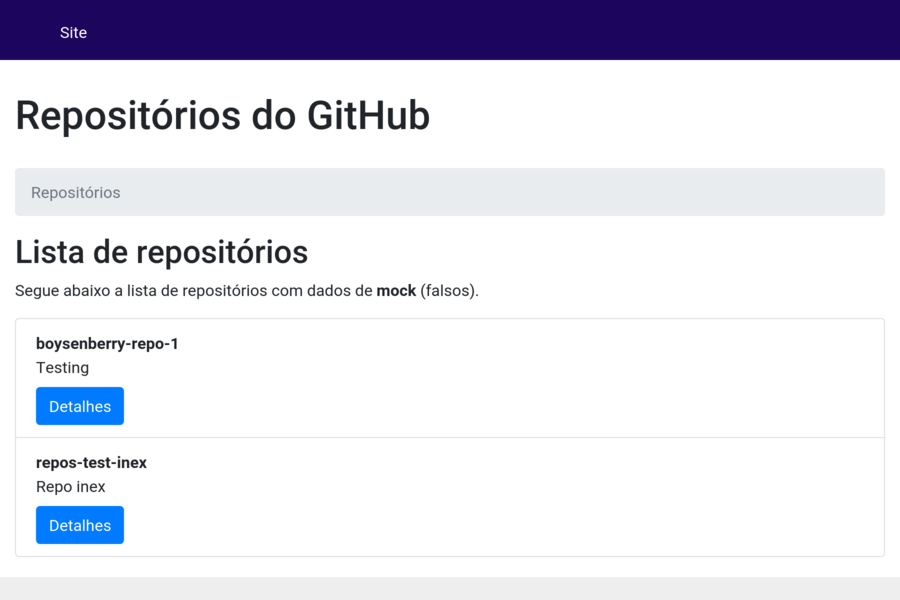 Site
Repositórios do GitHub
Repositórios
Lista de repositórios
Segue abaixo a lista de repositórios com dados de mock (falsos).
boysenberry-repo-1
Testing
Detalhes
repos-test-inex
Repo inex
Detalhes